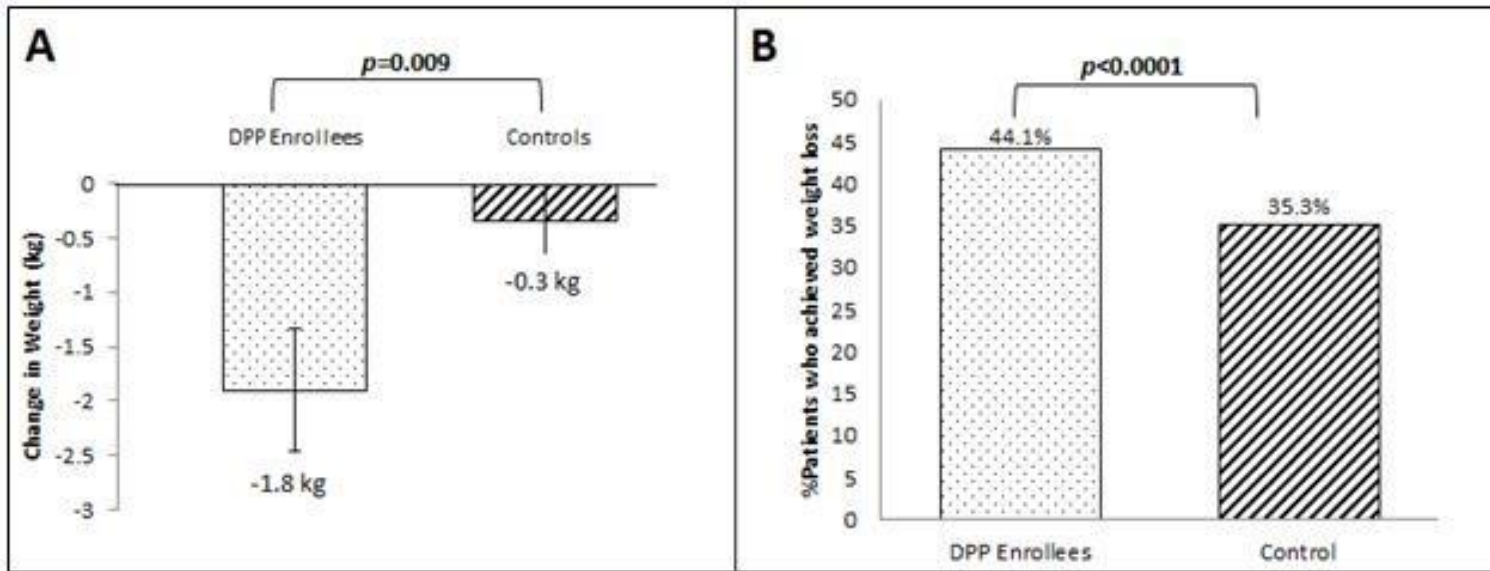 A
p=0.009
DPP Enrollees
Controls
0
-0.5
-1
-1.5
-2
-2.5
-3
Change in Weight (kg)
-1.8 kg
-0.3 kg
B
p<0.0001
50
45
40
35
30
25
20
15
10
5
0
%Patients who achieved weight loss
44.1%
35.3%
DPP Enrollees
Control